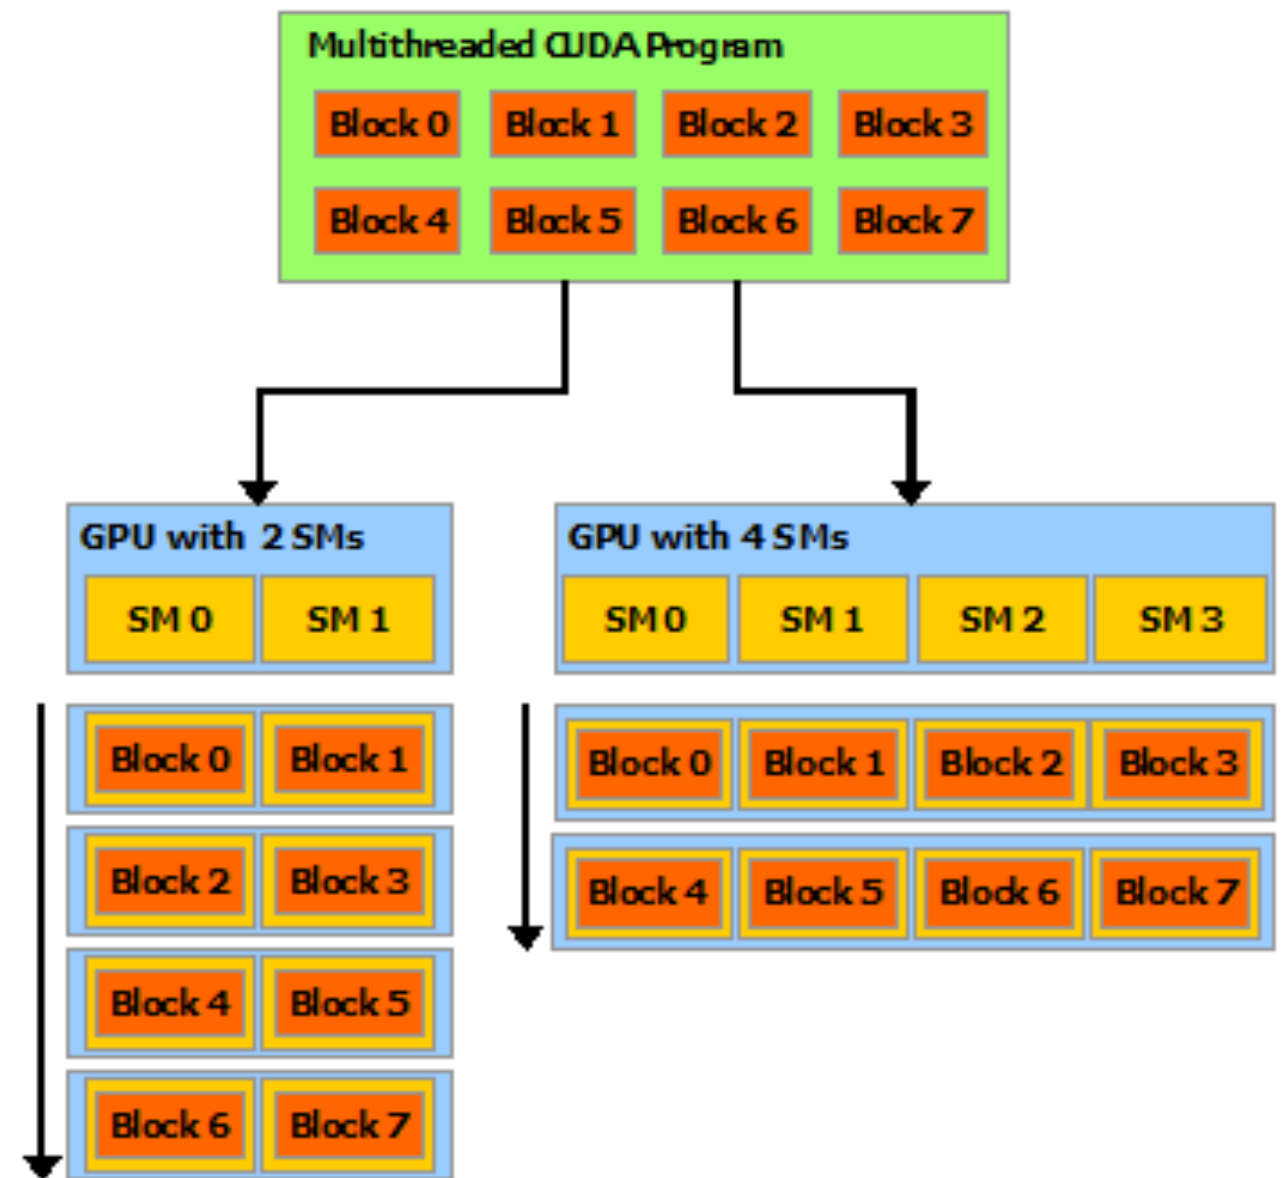 Multithreaded CUDA Program
Block 0 Block 1 Block 2 Block 3
Block 4 Block 5 Block 6 Block 7
GPU with 2 SMs
SM 0 SM 1
Block 0 Block 1
Block 2 Block 3
Block 4 Block 5
Block 6 Block 7
GPU with 4 SMs
SM 0 SM 1 SM 2 SM 3
Block 0 Block 1 Block 2 Block 3
Block 4 Block 5 Block 6 Block 7